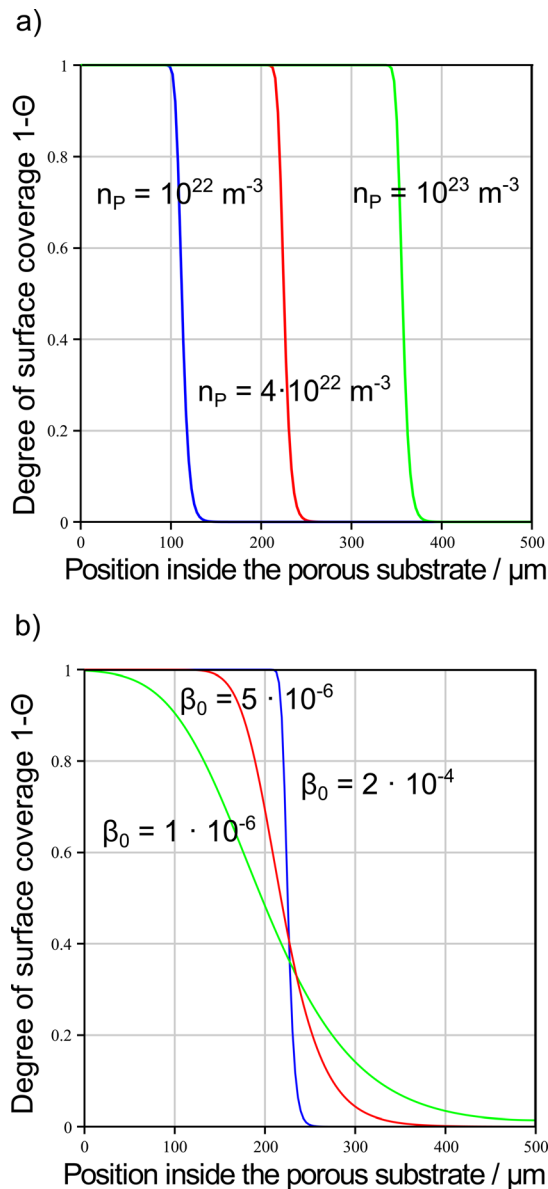 a)
Degree of surface coverage 1-Θ
1
0.8
0.6
0.4
0.2
0
n_P = 10^22 m^-3
n_P = 10^23 m^-3
n_P = 4·10^22 m^-3
0 100 200 300 400 500
Position inside the porous substrate / µm
b)
Degree of surface coverage 1-Θ
1
0.8
0.6
0.4
0.2
0
β_0 = 5 · 10^-6
β_0 = 2 · 10^-4
β_0 = 1 · 10^-6
0 100 200 300 400 500
Position inside the porous substrate / µm